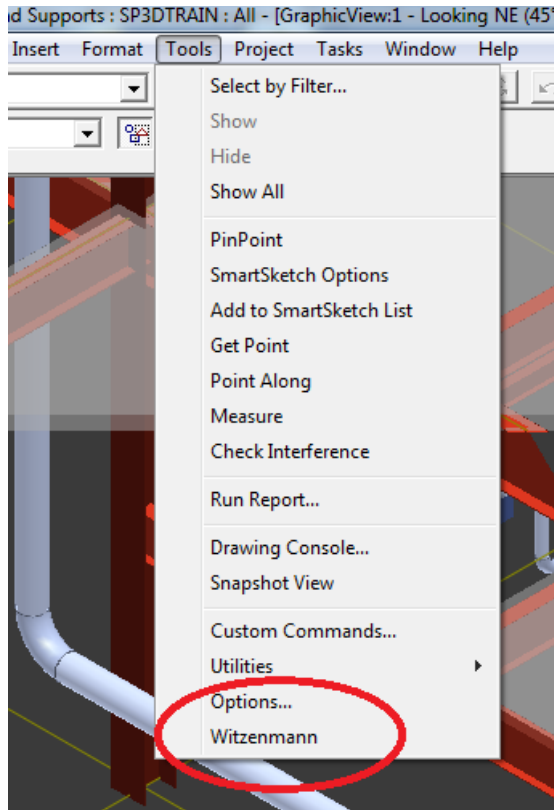 d Supports : SP3DTRAIN : All - [GraphicView:1 - Looking NE (45°
Insert Format Tools Project Tasks Window Help
Select by Filter...
Show
Hide
Show All
PinPoint
SmartSketch Options
Add to SmartSketch List
Get Point
Point Along
Measure
Check Interference
Run Report...
Drawing Console...
Snapshot View
Custom Commands...
Utilities
Options...
Witzenmann